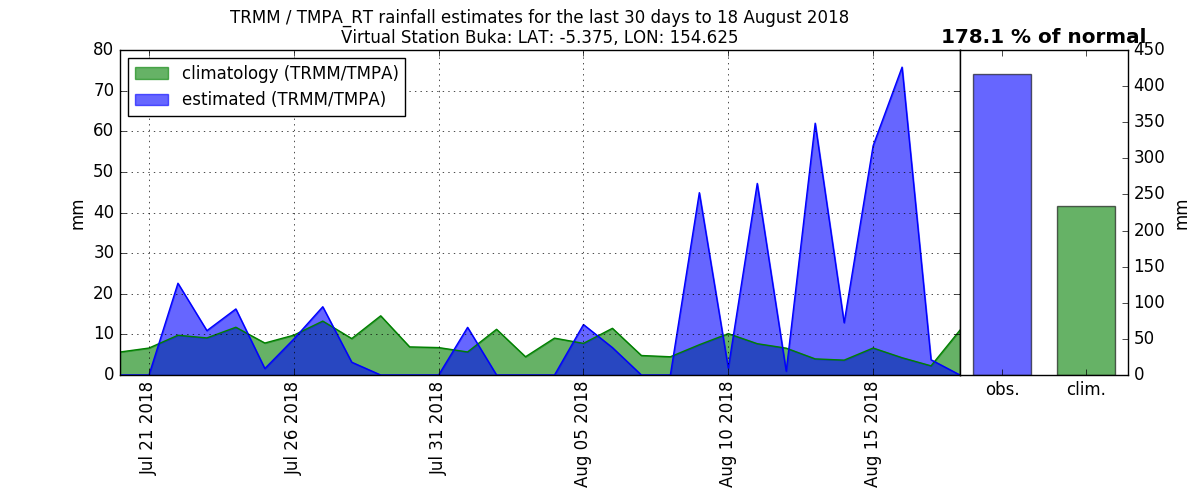 TRMM / TMPA_RT rainfall estimates for the last 30 days to 18 August 2018
Virtual Station Buka: LAT: -5.375, LON: 154.625
178.1 % of normal
climatology (TRMM/TMPA)
estimated (TRMM/TMPA)
80
70
60
50
40
30
20
10
0
mm
Jul 21 2018
Jul 26 2018
Jul 31 2018
Aug 05 2018
Aug 10 2018
Aug 15 2018
450
400
350
300
250
200
150
100
50
0
mm
obs.
clim.